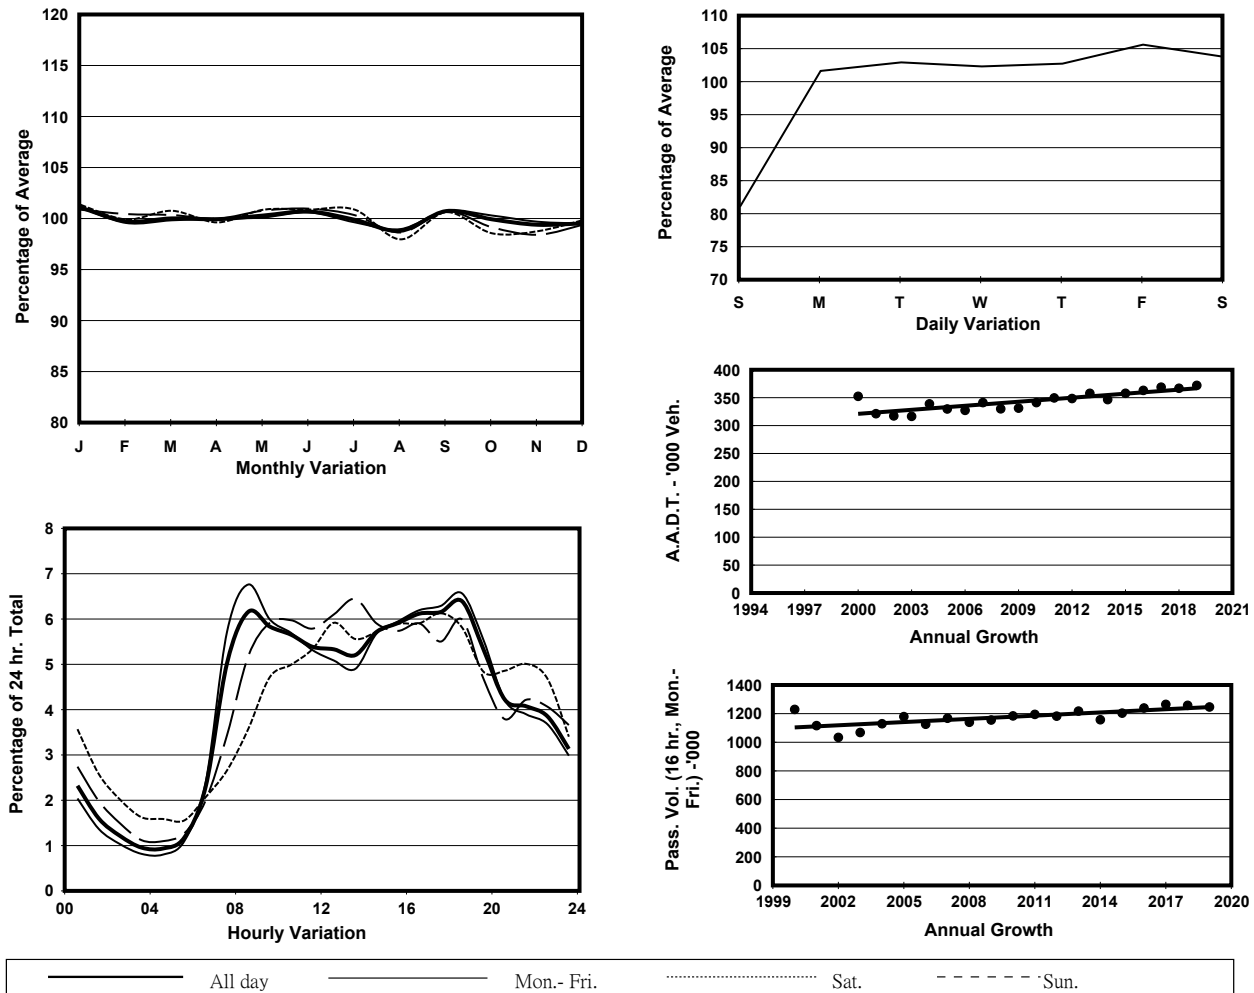 120
115
110
105
100
95
90
85
80
Percentage of Average
J F M A M J J A S O N D
Monthly Variation
110
105
100
95
90
85
80
75
70
Percentage of Average
S M T W T F S
Daily Variation
400
350
300
250
200
150
100
50
0
A.A.D.T. - '000 Veh.
1994 1997 2000 2003 2006 2009 2012 2015 2018 2021
Annual Growth
8
7
6
5
4
3
2
1
0
Percentage of 24 hr. Total
00 04 08 12 16 20 24
Hourly Variation
1400
1200
1000
800
600
400
200
0
Pass. Vol. (16 hr., Mon.-
Fri.) -'000
1999 2002 2005 2008 2011 2014 2017 2020
Annual Growth
All day Mon.- Fri. Sat. Sun.